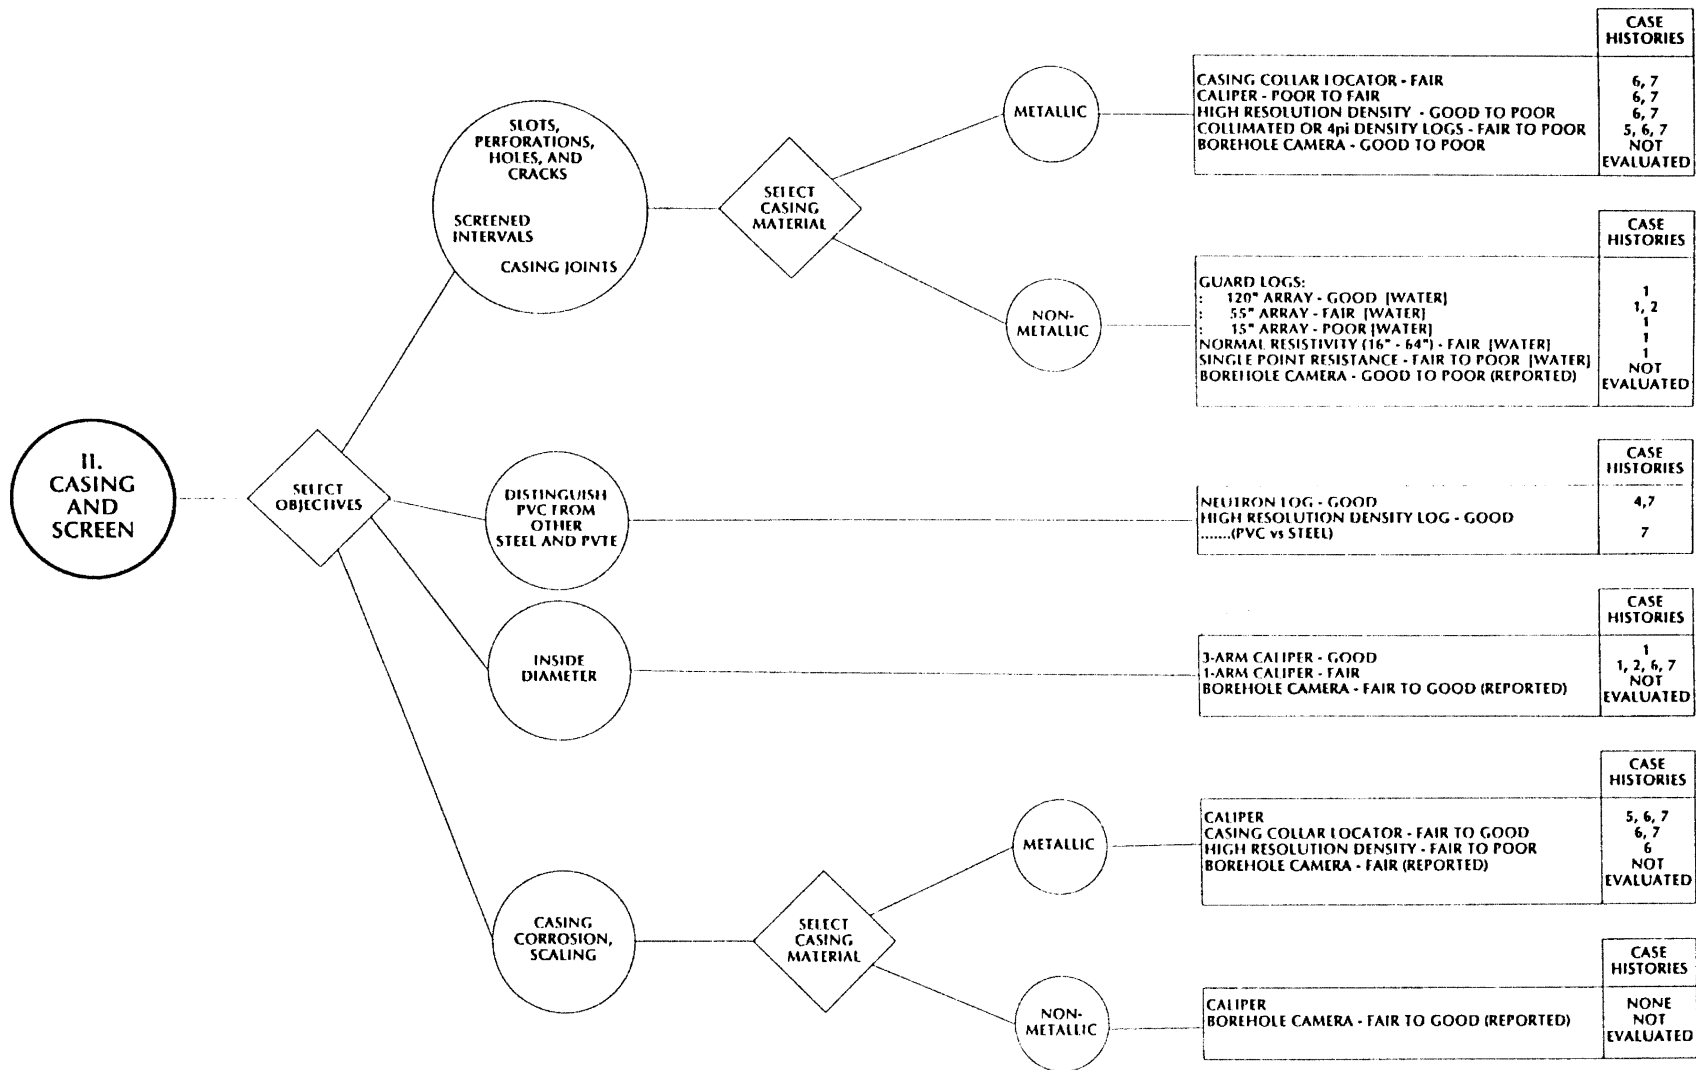 II.
CASING
AND
SCREEN
SELECT
OBJECTIVES
SLOTS,
PERFORATIONS,
HOLES, AND
CRACKS
SCREENED
INTERVALS
CASING JOINTS
SELECT
CASING
MATERIAL
METALLIC
CASE
HISTORIES
CASING COLLAR LOCATOR - FAIR
CALIPER - POOR TO FAIR
HIGH RESOLUTION DENSITY - GOOD TO POOR
COLLIMATED OR 4pi DENSITY LOGS - FAIR TO POOR
BOREHOLE CAMERA - GOOD TO POOR
6, 7
6, 7
6, 7
5, 6, 7
NOT
EVALUATED
NON-
METALLIC
CASE
HISTORIES
GUARD LOGS:
: 120" ARRAY - GOOD [WATER]
: 55" ARRAY - FAIR [WATER]
: 15" ARRAY - POOR [WATER]
NORMAL RESISTIVITY (16" - 64") - FAIR [WATER]
SINGLE POINT RESISTANCE - FAIR TO POOR [WATER]
BOREHOLE CAMERA - GOOD TO POOR (REPORTED)
1
1, 2
1
1
1
NOT
EVALUATED
DISTINGUISH
PVC FROM
OTHER
STEEL AND PVTE
CASE
HISTORIES
NEUTRON LOG - GOOD
HIGH RESOLUTION DENSITY LOG - GOOD
.......(PVC vs STEEL)
4,7
7
INSIDE
DIAMETER
CASE
HISTORIES
3-ARM CALIPER - GOOD
1-ARM CALIPER - FAIR
BOREHOLE CAMERA - FAIR TO GOOD (REPORTED)
1
1, 2, 6, 7
NOT
EVALUATED
CASING
CORROSION,
SCALING
SELECT
CASING
MATERIAL
METALLIC
CASE
HISTORIES
CALIPER
CASING COLLAR LOCATOR - FAIR TO GOOD
HIGH RESOLUTION DENSITY - FAIR TO POOR
BOREHOLE CAMERA - FAIR (REPORTED)
5, 6, 7
6, 7
6
NOT
EVALUATED
NON-
METALLIC
CASE
HISTORIES
CALIPER
BOREHOLE CAMERA - FAIR TO GOOD (REPORTED)
NONE
NOT
EVALUATED